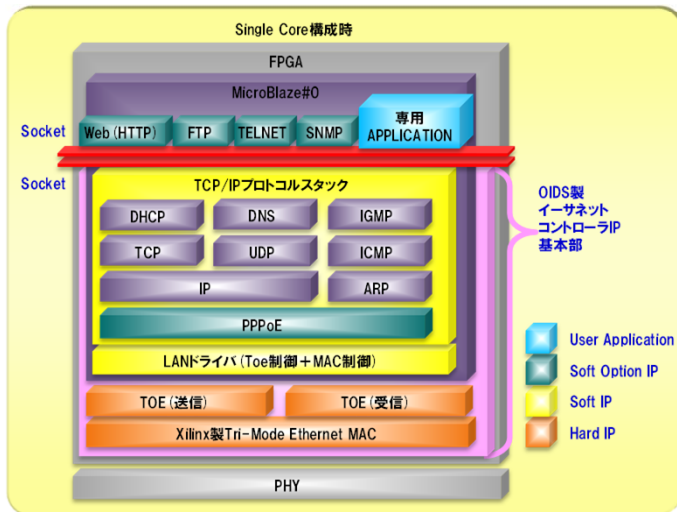 Single Core構成時
FPGA
MicroBlaze#0
Socket
Web(HTTP)
FTP
TELNET
SNMP
専用
APPLICATION
Socket
TCP/IPプロトコルスタック
DHCP
DNS
IGMP
TCP
UDP
ICMP
IP
ARP
PPPoE
LANドライバ(Toe制御+MAC制御)
TOE(送信)
TOE(受信)
Xilinx製Tri-Mode Ethernet MAC
PHY
OIDS製
イーサネット
コントローラIP
基本部
User Application
Soft Option IP
Soft IP
Hard IP